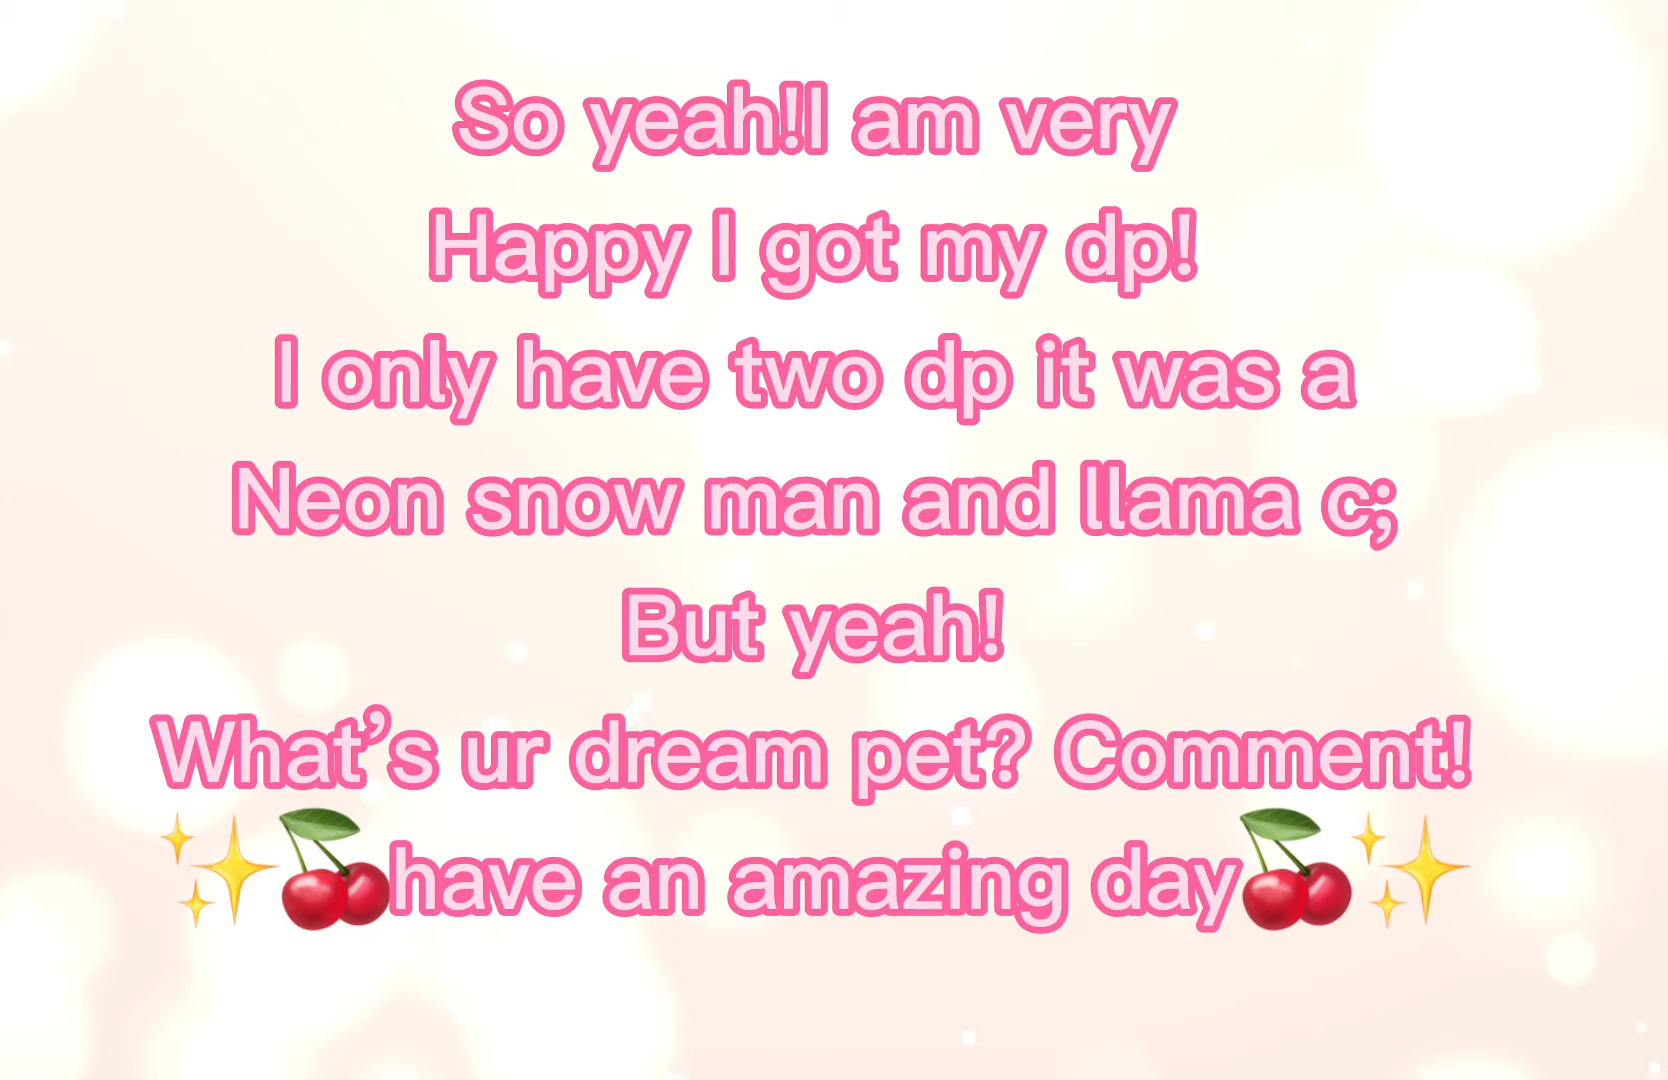 So yeah!I am very
Happy I got my dp!
I only have two dp it was a
Neon snow man and llama c;
But yeah!
What’s ur dream pet? Comment!
✨🍒have an amazing day🍒✨